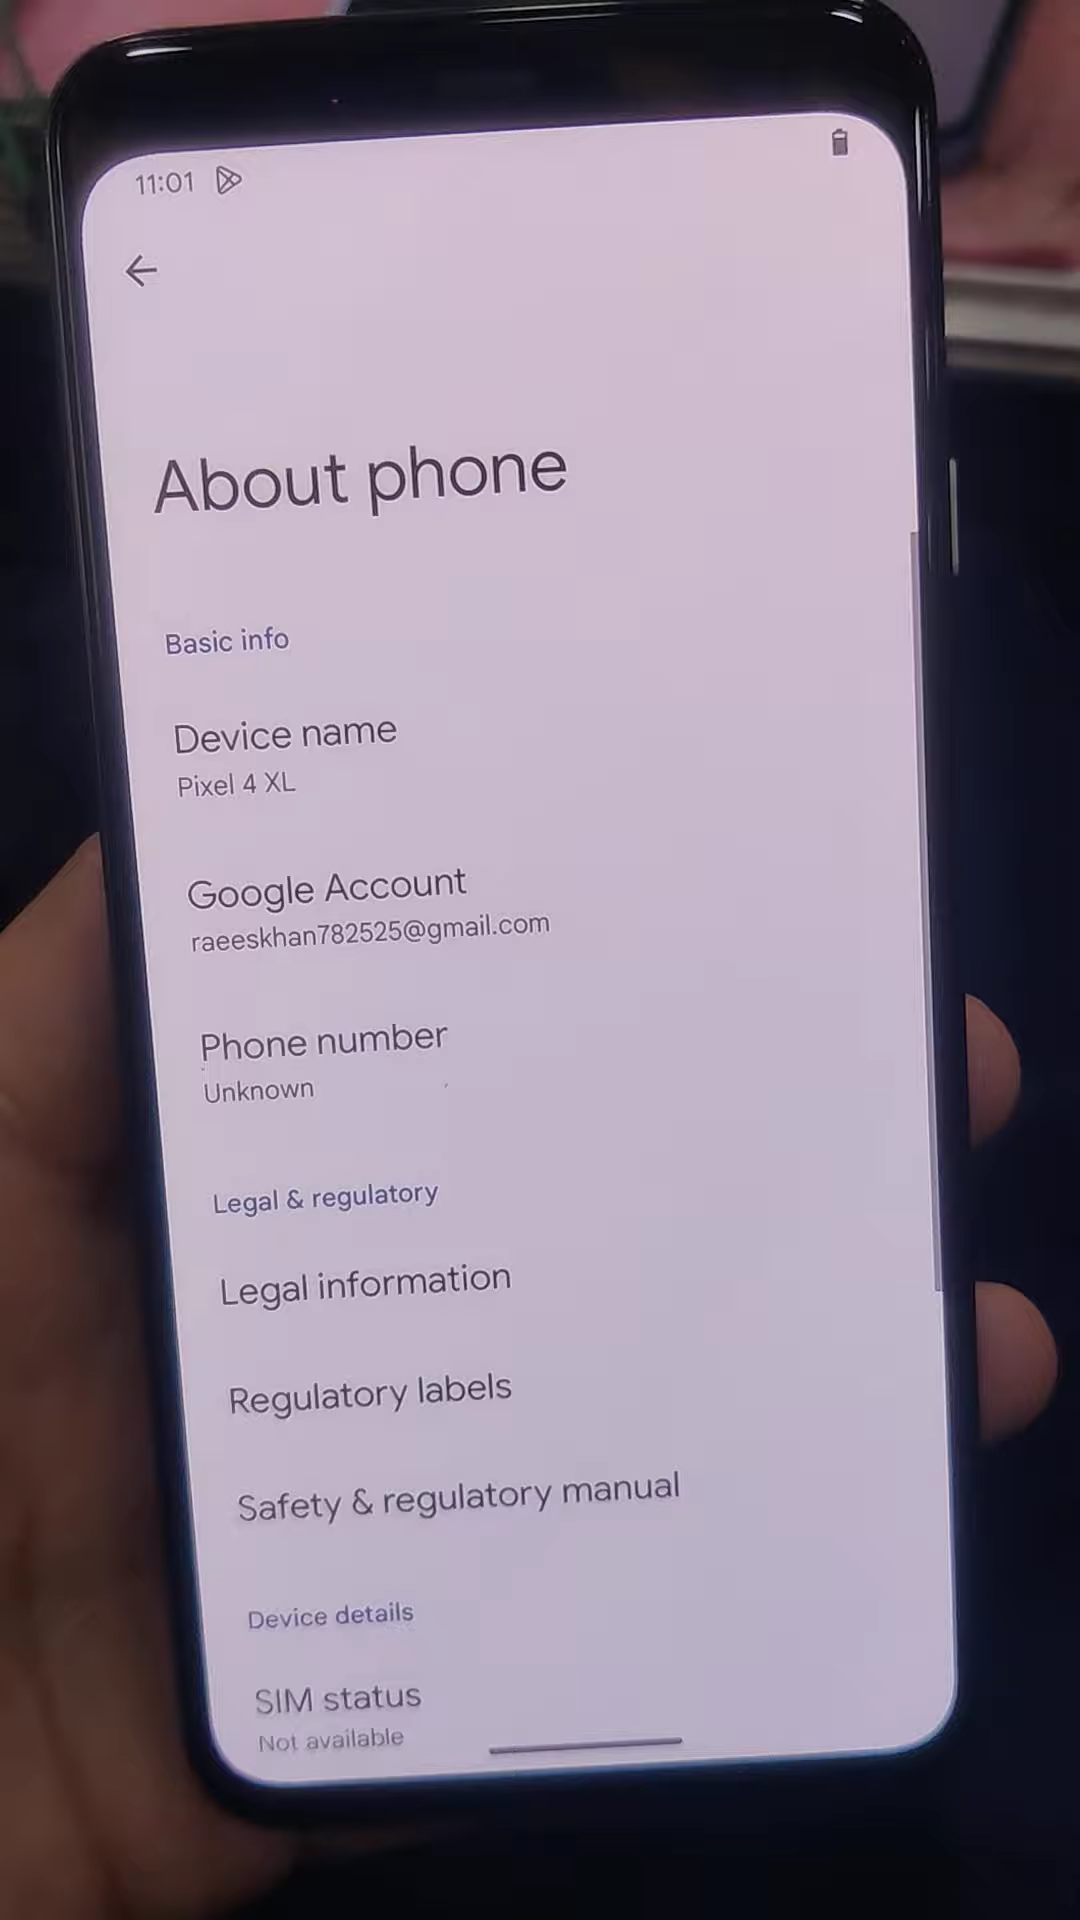 11:01
About phone
Basic info
Device name
Pixel 4 XL
Google Account
raeeskhan782525@gmail.com
Phone number
Unknown
Legal & regulatory
Legal information
Regulatory labels
Safety & regulatory manual
Device details
SIM status
Not available